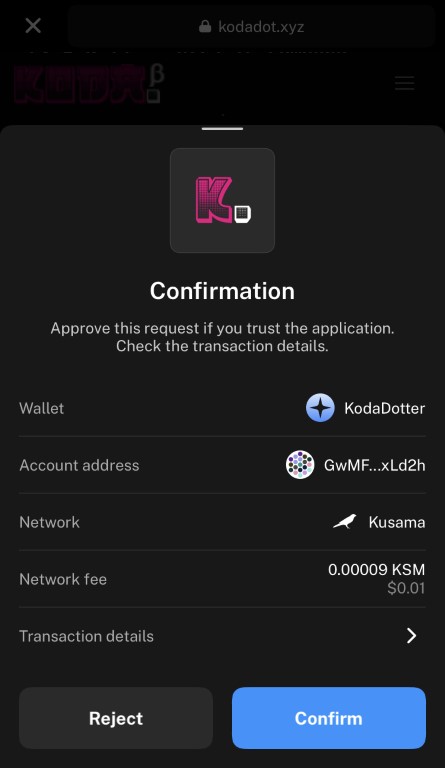 kodadot.xyz
KODA
β
K
Confirmation
Approve this request if you trust the application.
Check the transaction details.
Wallet
KodaDotter
Account address
GwMF...xLd2h
Network
Kusama
Network fee
0.00009 KSM
$0.01
Transaction details
Reject
Confirm